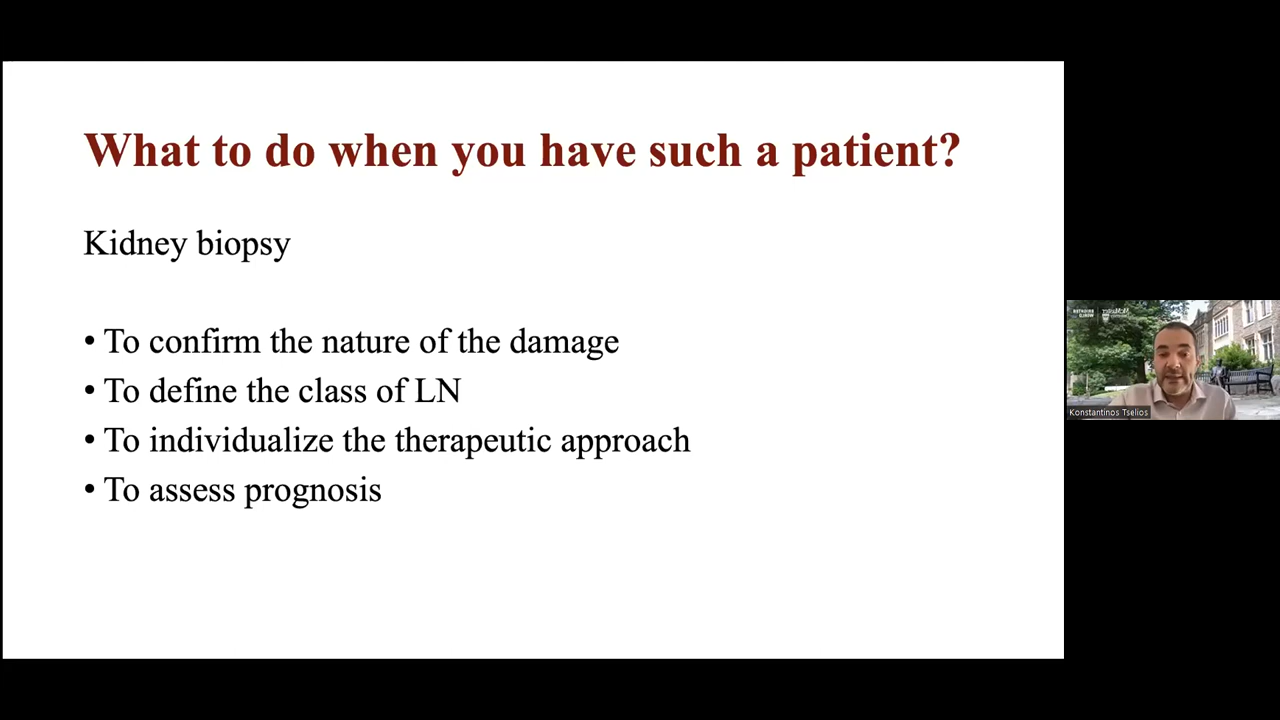 What to do when you have such a patient?
Kidney biopsy
• To confirm the nature of the damage
• To define the class of LN
• To individualize the therapeutic approach
• To assess prognosis
Konstantinos Tselios